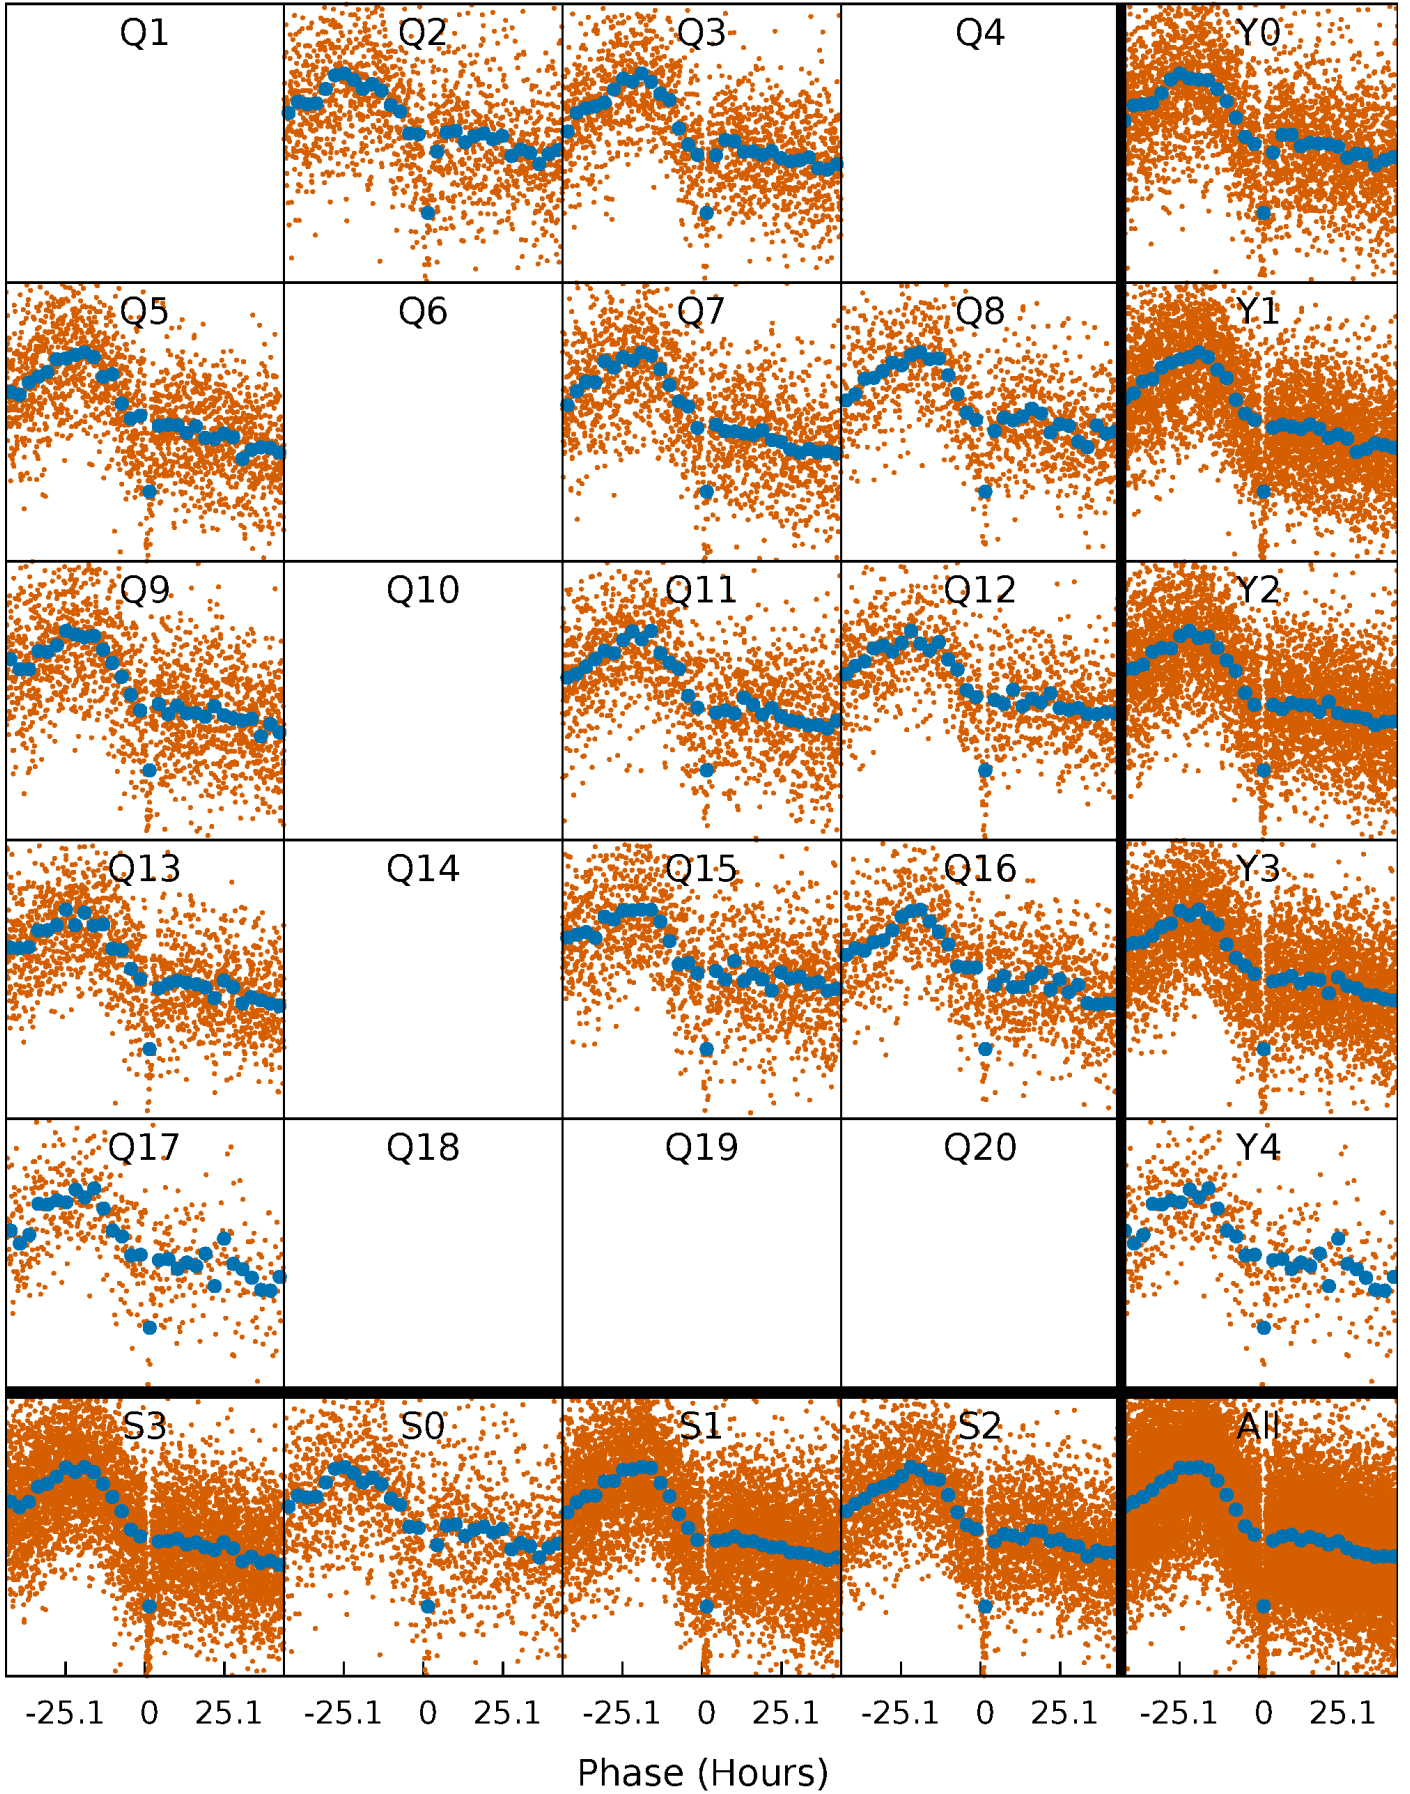 Q1 Q2 Q3 Q4 Y0
Q5 Q6 Q7 Q8 Y1
Q9 Q10 Q11 Q12 Y2
Q13 Q14 Q15 Q16 Y3
Q17 Q18 Q19 Q20 Y4
S3 S0 S1 S2 All
-25.1 0 25.1 -25.1 0 25.1 -25.1 0 25.1 -25.1 0 25.1 -25.1 0 25.1
Phase (Hours)